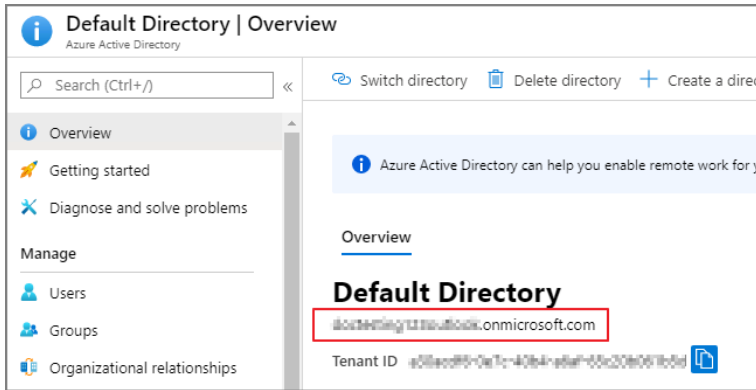 Default Directory | Overview
Azure Active Directory
Search (Ctrl+/)
«
Switch directory
Delete directory
Create a direc
Overview
Getting started
Diagnose and solve problems
Manage
Users
Groups
Organizational relationships
Azure Active Directory can help you enable remote work for y
Overview
Default Directory
.onmicrosoft.com
Tenant ID